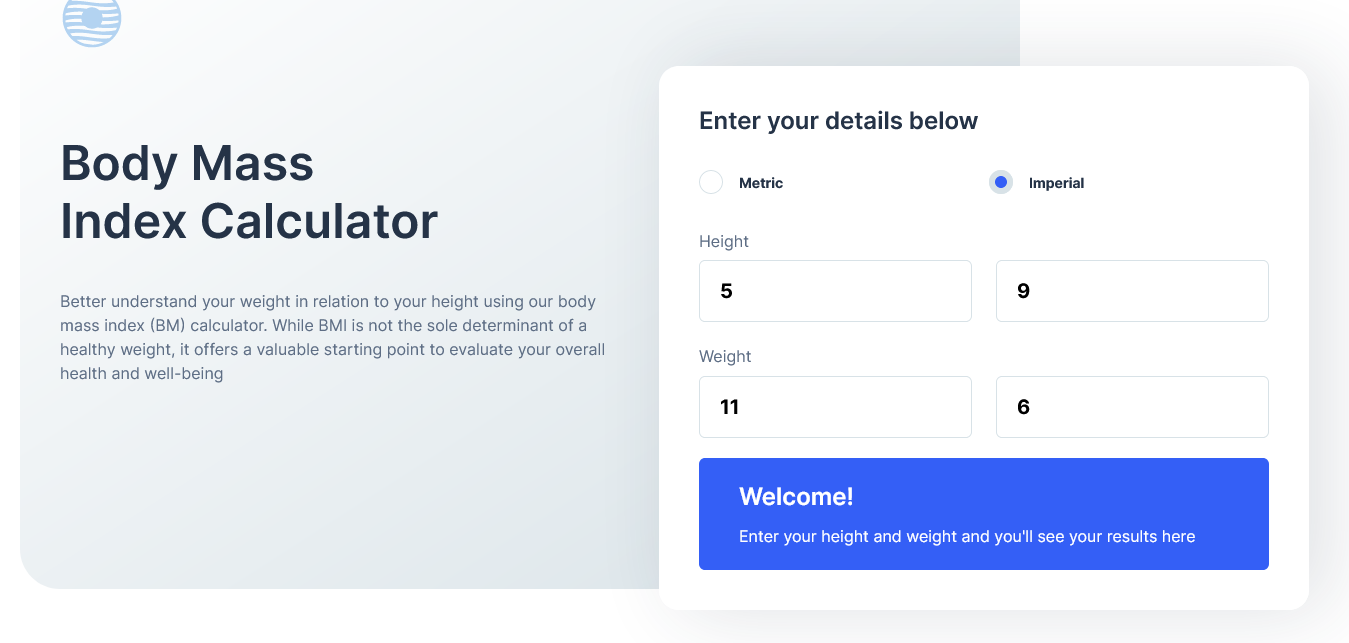 Body Mass
Index Calculator
Better understand your weight in relation to your height using our body
mass index (BM) calculator. While BMI is not the sole determinant of a
healthy weight, it offers a valuable starting point to evaluate your overall
health and well-being
Enter your details below
Metric
Imperial
Height
5
9
Weight
11
6
Welcome!
Enter your height and weight and you'll see your results here